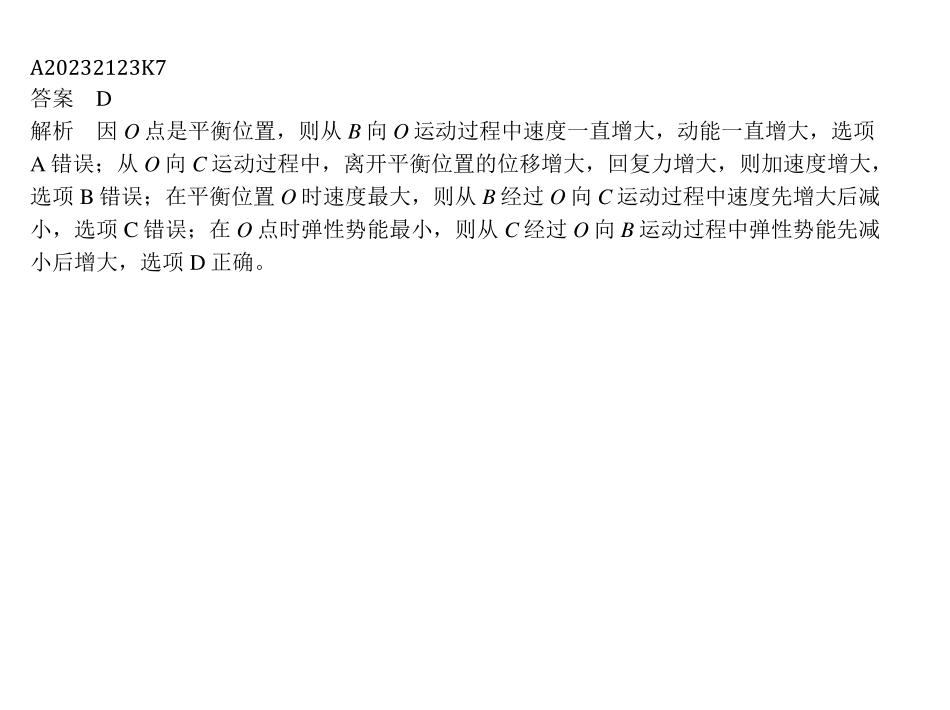 A20232123K7
答案　D
解析　因 O 点是平衡位置，则从 B 向 O 运动过程中速度一直增大，动能一直增大，选项
A 错误；从 O 向 C 运动过程中，离开平衡位置的位移增大，回复力增大，则加速度增大，
选项 B 错误；在平衡位置 O 时速度最大，则从 B 经过 O 向 C 运动过程中速度先增大后减
小，选项 C 错误；在 O 点时弹性势能最小，则从 C 经过 O 向 B 运动过程中弹性势能先减
小后增大，选项 D 正确。